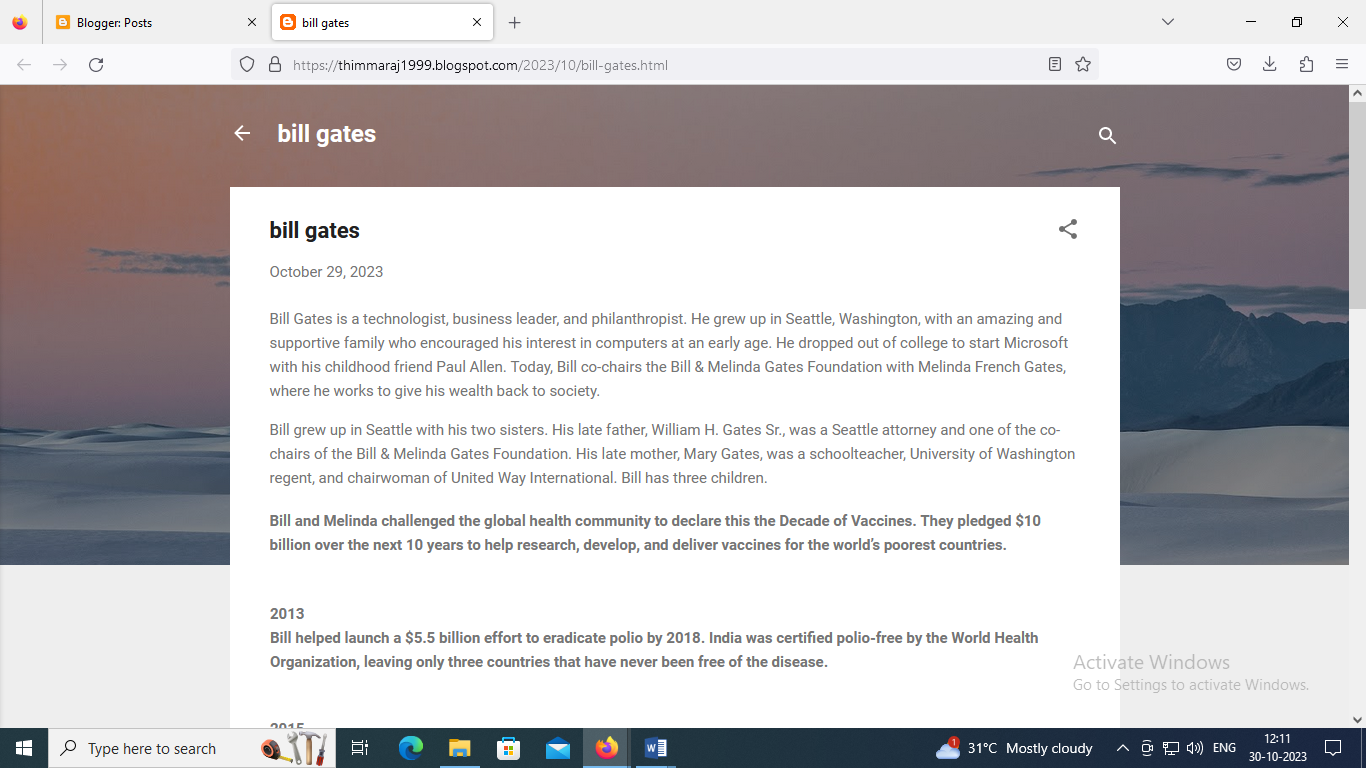 Blogger: Posts
bill gates
https://thimmaraj1999.blogspot.com/2023/10/bill-gates.html
bill gates
bill gates
October 29, 2023
Bill Gates is a technologist, business leader, and philanthropist. He grew up in Seattle, Washington, with an amazing and
supportive family who encouraged his interest in computers at an early age. He dropped out of college to start Microsoft
with his childhood friend Paul Allen. Today, Bill co-chairs the Bill & Melinda Gates Foundation with Melinda French Gates,
where he works to give his wealth back to society.
Bill grew up in Seattle with his two sisters. His late father, William H. Gates Sr., was a Seattle attorney and one of the co-
chairs of the Bill & Melinda Gates Foundation. His late mother, Mary Gates, was a schoolteacher, University of Washington
regent, and chairwoman of United Way International. Bill has three children.
Bill and Melinda challenged the global health community to declare this the Decade of Vaccines. They pledged $10
billion over the next 10 years to help research, develop, and deliver vaccines for the world’s poorest countries.
2013
Bill helped launch a $5.5 billion effort to eradicate polio by 2018. India was certified polio-free by the World Health
Organization, leaving only three countries that have never been free of the disease.
2015
Activate Windows
Go to Settings to activate Windows.
Type here to search
1
31°C Mostly cloudy
ENG
12:11
30-10-2023